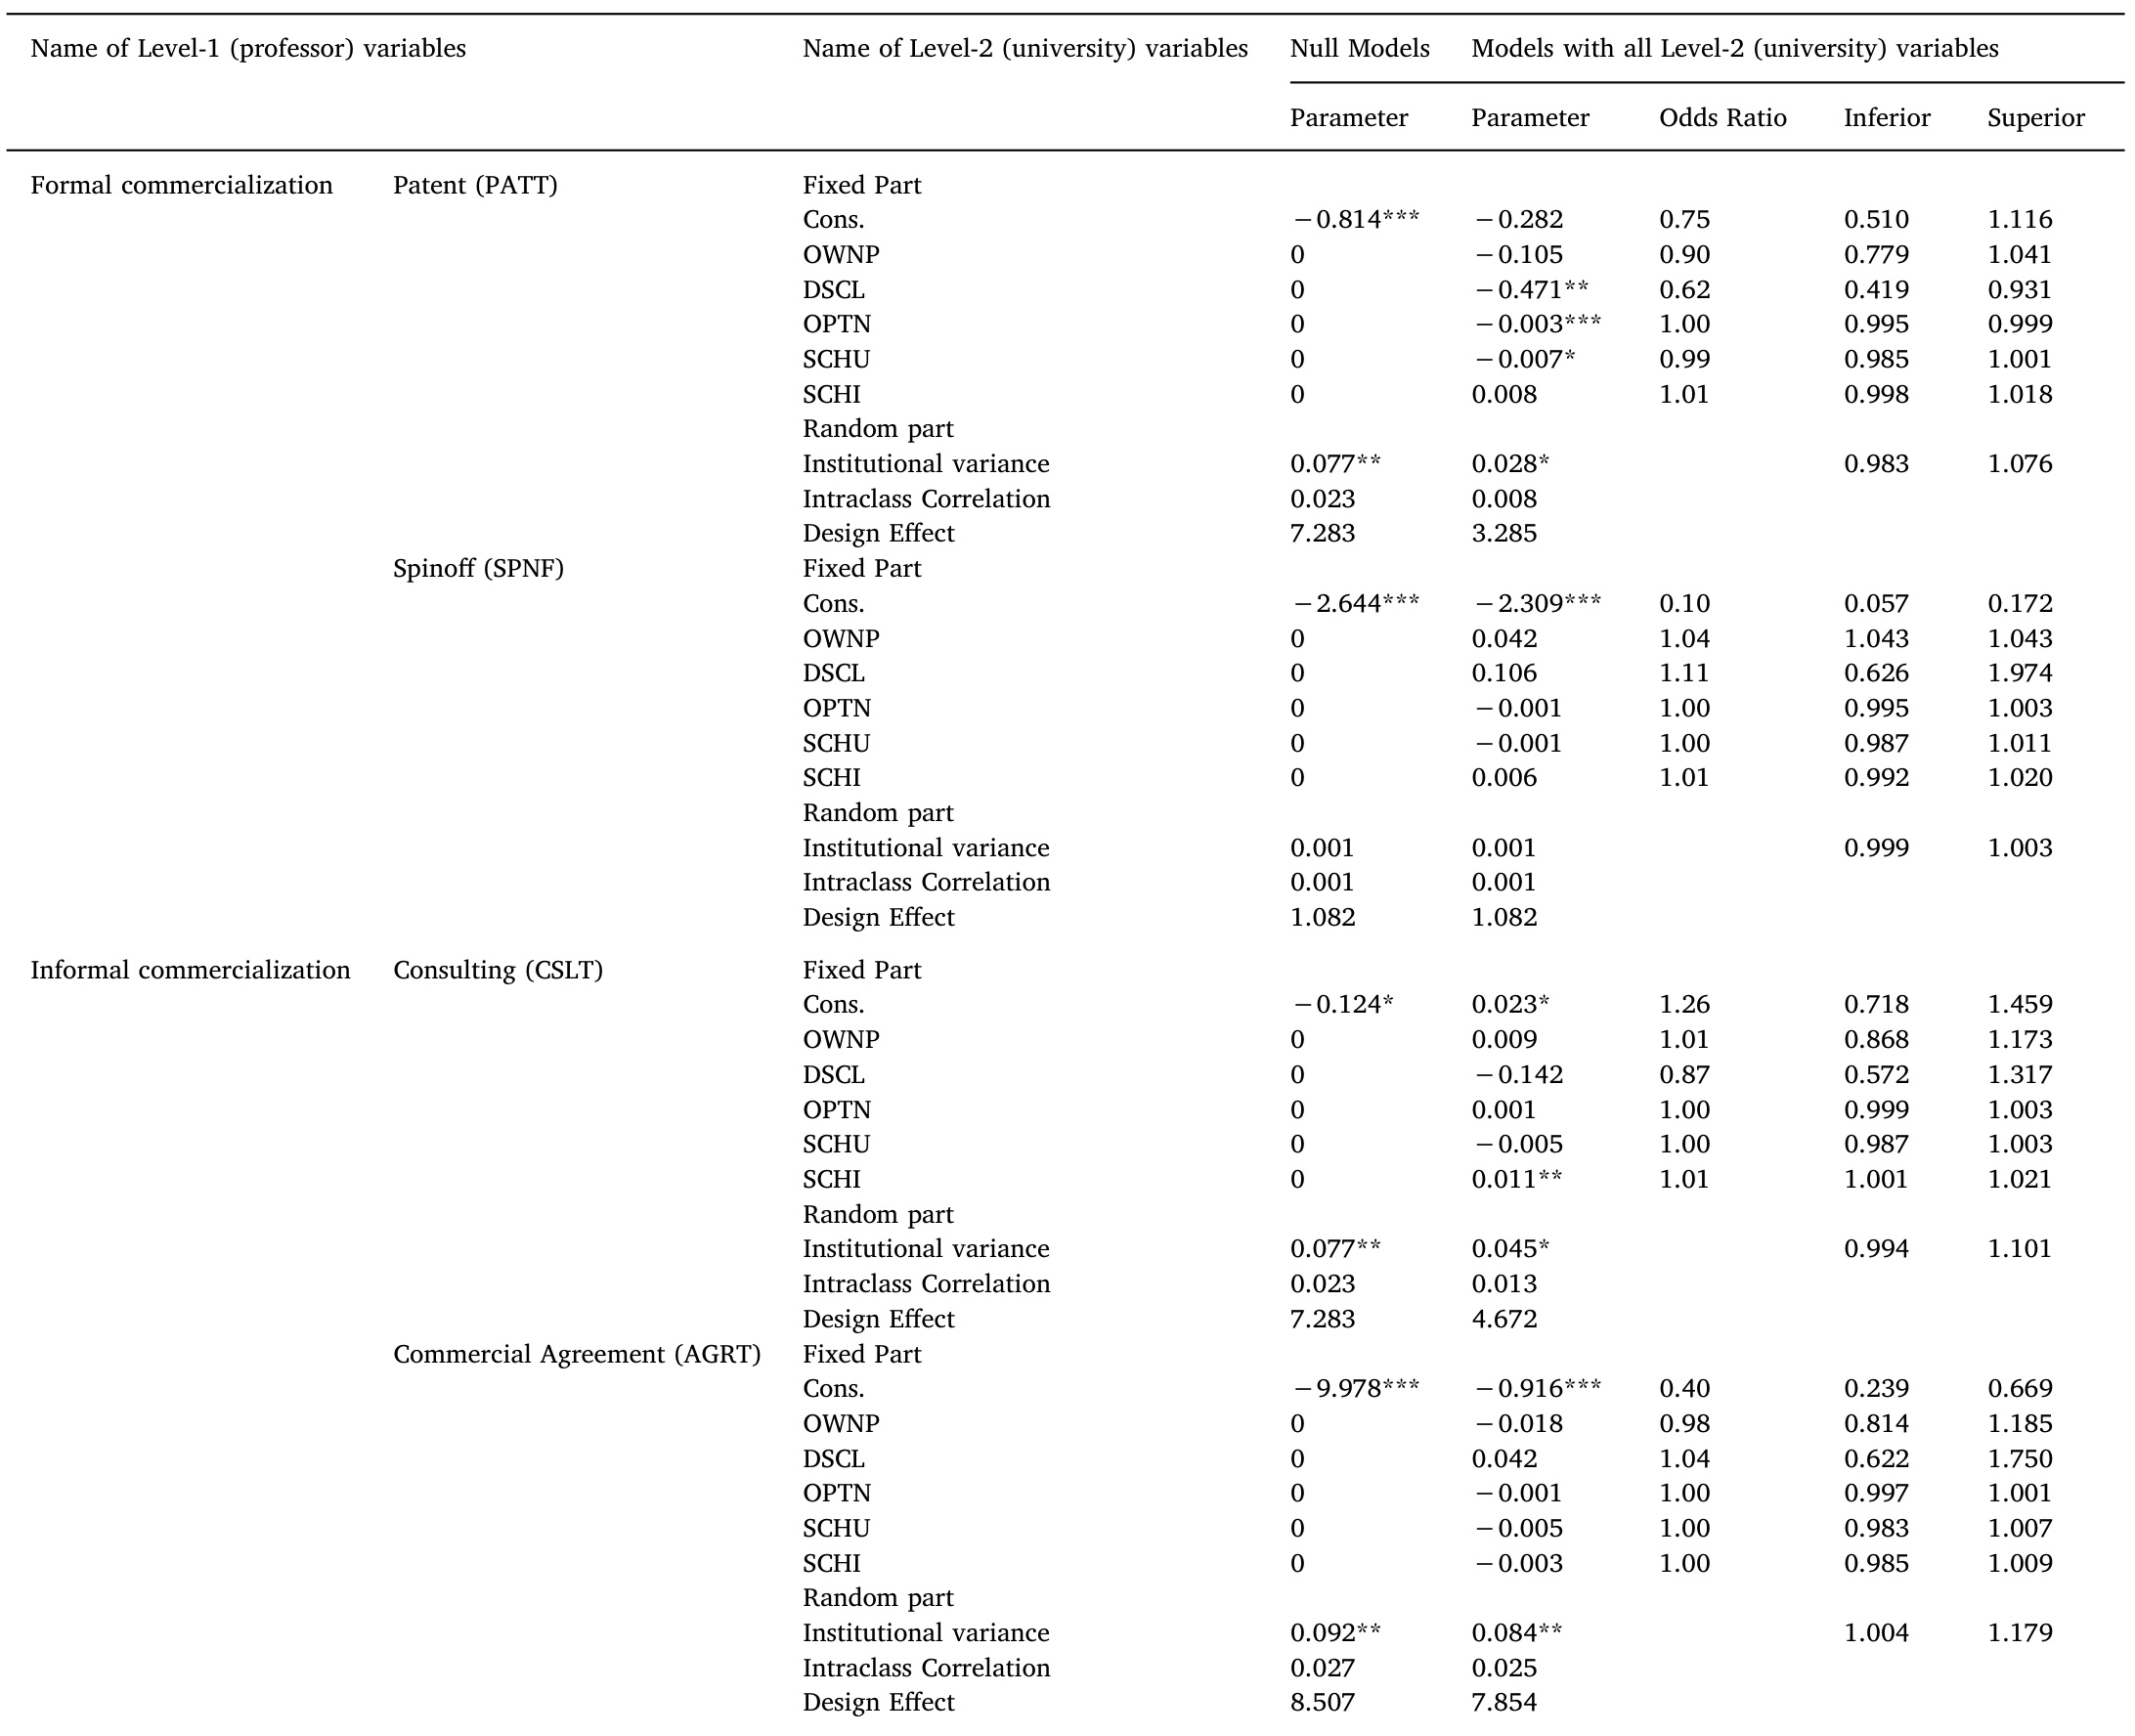 Name of Level-1 (professor) variables Name of Level-2 (university) variables Null Models Models with all Level-2 (university) variables
Parameter Parameter Odds Ratio Inferior Superior
Formal commercialization Patent (PATT) Fixed Part
Cons. −0.814*** −0.282 0.75 0.510 1.116
OWNP 0 −0.105 0.90 0.779 1.041
DSCL 0 −0.471** 0.62 0.419 0.931
OPTN 0 −0.003*** 1.00 0.995 0.999
SCHU 0 −0.007* 0.99 0.985 1.001
SCHI 0 0.008 1.01 0.998 1.018
Random part
Institutional variance 0.077** 0.028* 0.983 1.076
Intraclass Correlation 0.023 0.008
Design Effect 7.283 3.285
Spinoff (SPNF) Fixed Part
Cons. −2.644*** −2.309*** 0.10 0.057 0.172
OWNP 0 0.042 1.04 1.043 1.043
DSCL 0 0.106 1.11 0.626 1.974
OPTN 0 −0.001 1.00 0.995 1.003
SCHU 0 −0.001 1.00 0.987 1.011
SCHI 0 0.006 1.01 0.992 1.020
Random part
Institutional variance 0.001 0.001 0.999 1.003
Intraclass Correlation 0.001 0.001
Design Effect 1.082 1.082
Informal commercialization Consulting (CSLT) Fixed Part
Cons. −0.124* 0.023* 1.26 0.718 1.459
OWNP 0 0.009 1.01 0.868 1.173
DSCL 0 −0.142 0.87 0.572 1.317
OPTN 0 0.001 1.00 0.999 1.003
SCHU 0 −0.005 1.00 0.987 1.003
SCHI 0 0.011** 1.01 1.001 1.021
Random part
Institutional variance 0.077** 0.045* 0.994 1.101
Intraclass Correlation 0.023 0.013
Design Effect 7.283 4.672
Commercial Agreement (AGRT) Fixed Part
Cons. −9.978*** −0.916*** 0.40 0.239 0.669
OWNP 0 −0.018 0.98 0.814 1.185
DSCL 0 0.042 1.04 0.622 1.750
OPTN 0 −0.001 1.00 0.997 1.001
SCHU 0 −0.005 1.00 0.983 1.007
SCHI 0 −0.003 1.00 0.985 1.009
Random part
Institutional variance 0.092** 0.084** 1.004 1.179
Intraclass Correlation 0.027 0.025
Design Effect 8.507 7.854